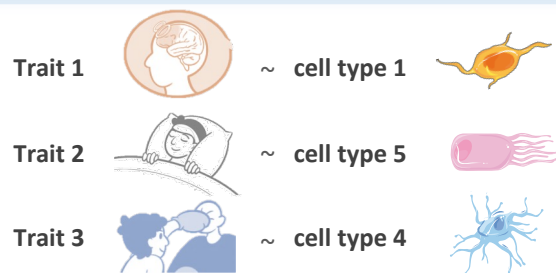 Trait 1 ~ cell type 1
Trait 2 ~ cell type 5
Trait 3 ~ cell type 4